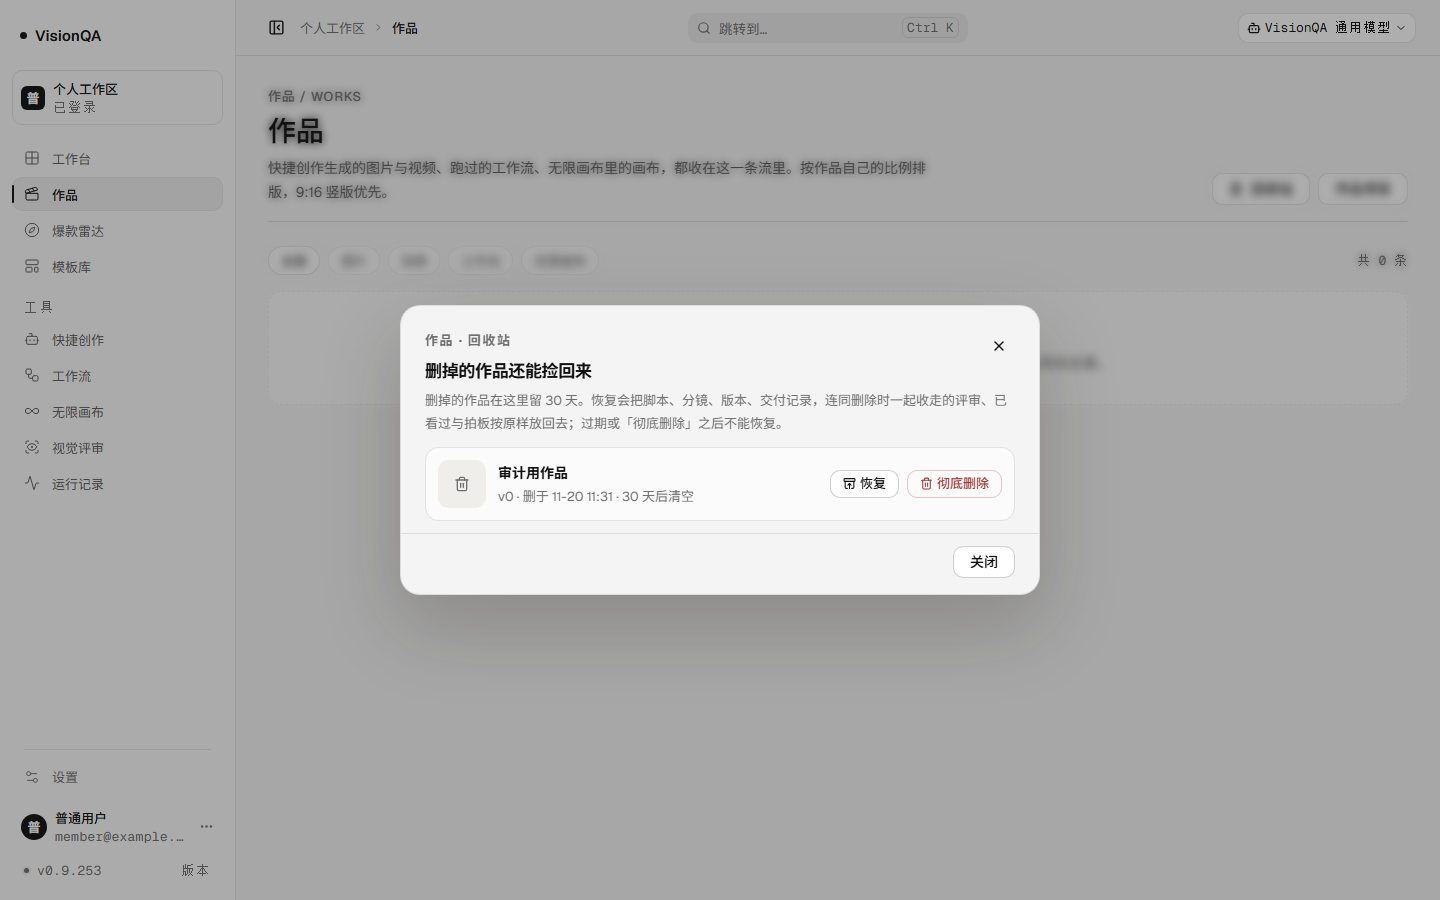 VisionQA
普
个人工作区
已登录
工作台
作品
爆款雷达
模板库
工具
快捷创作
工作流
无限画布
视觉评审
运行记录
设置
普
普通用户
member@example.…
v0.9.253
版本
个人工作区 > 作品
跳转到…
Ctrl K
VisionQA 通用模型
作品 / WORKS
作品
快捷创作生成的图片与视频、跑过的工作流、无限画布里的画布，都收在这一条流里。按作品自己的比例排
版，9:16 竖版优先。
共 0 条
作品 · 回收站
删掉的作品还能捡回来
删掉的作品在这里留 30 天。恢复会把脚本、分镜、版本、交付记录，连同删除时一起收走的评审、已
看过与拍板按原样放回去；过期或「彻底删除」之后不能恢复。
审计用作品
v0 · 删于 11-20 11:31 · 30 天后清空
恢复
彻底删除
关闭